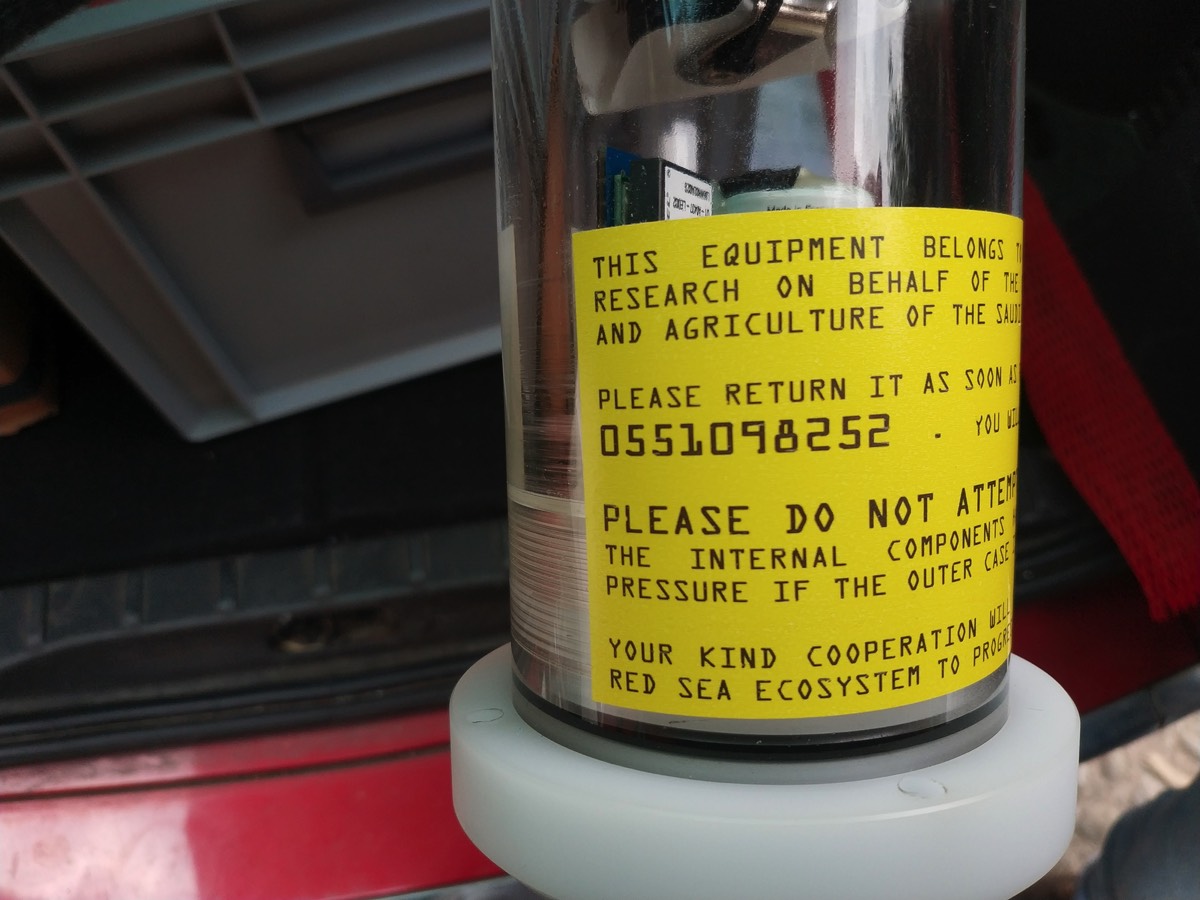 THIS EQUIPMENT BELONGS
RESEARCH ON BEHALF OF THE
AND AGRICULTURE OF THE SAUDI
PLEASE RETURN IT AS SOON AS
0551098252 . YOU
PLEASE DO NOT
THE INTERNAL COMPONENTS
PRESSURE IF THE OUTER CASE
YOUR KIND COOPERATION WILL
RED SEA ECOSYSTEM TO